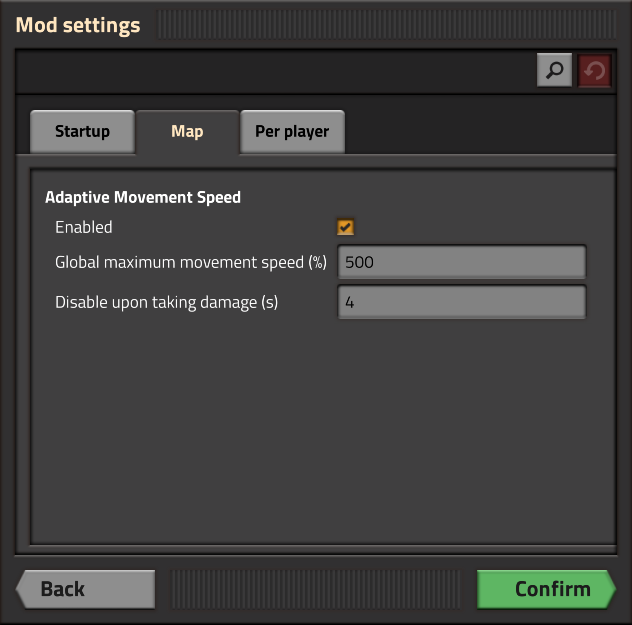 Mod settings
Startup Map Per player
Adaptive Movement Speed
Enabled
Global maximum movement speed (%) 500
Disable upon taking damage (s) 4
Back Confirm